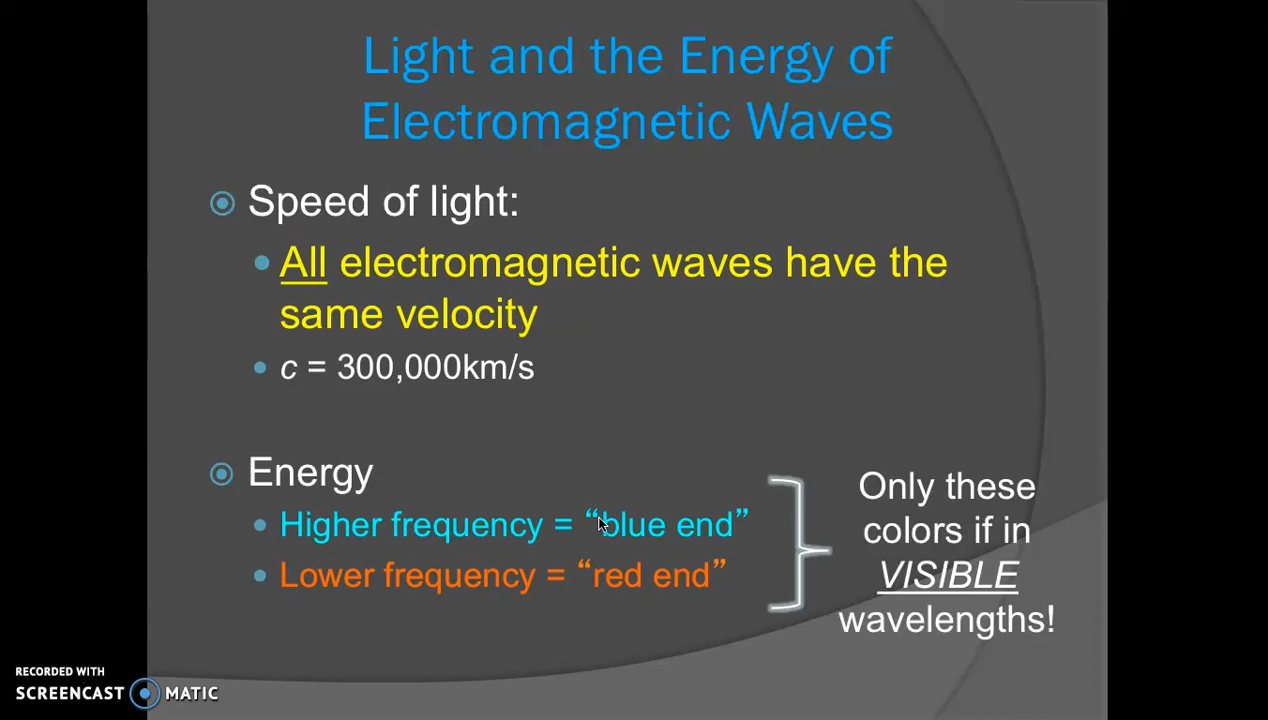 Light and the Energy of
Electromagnetic Waves
Speed of light:
All electromagnetic waves have the
same velocity
c = 300,000km/s
Energy
Higher frequency = “blue end”
Lower frequency = “red end”
Only these
colors if in
VISIBLE
wavelengths!
RECORDED WITH
SCREENCAST MATIC